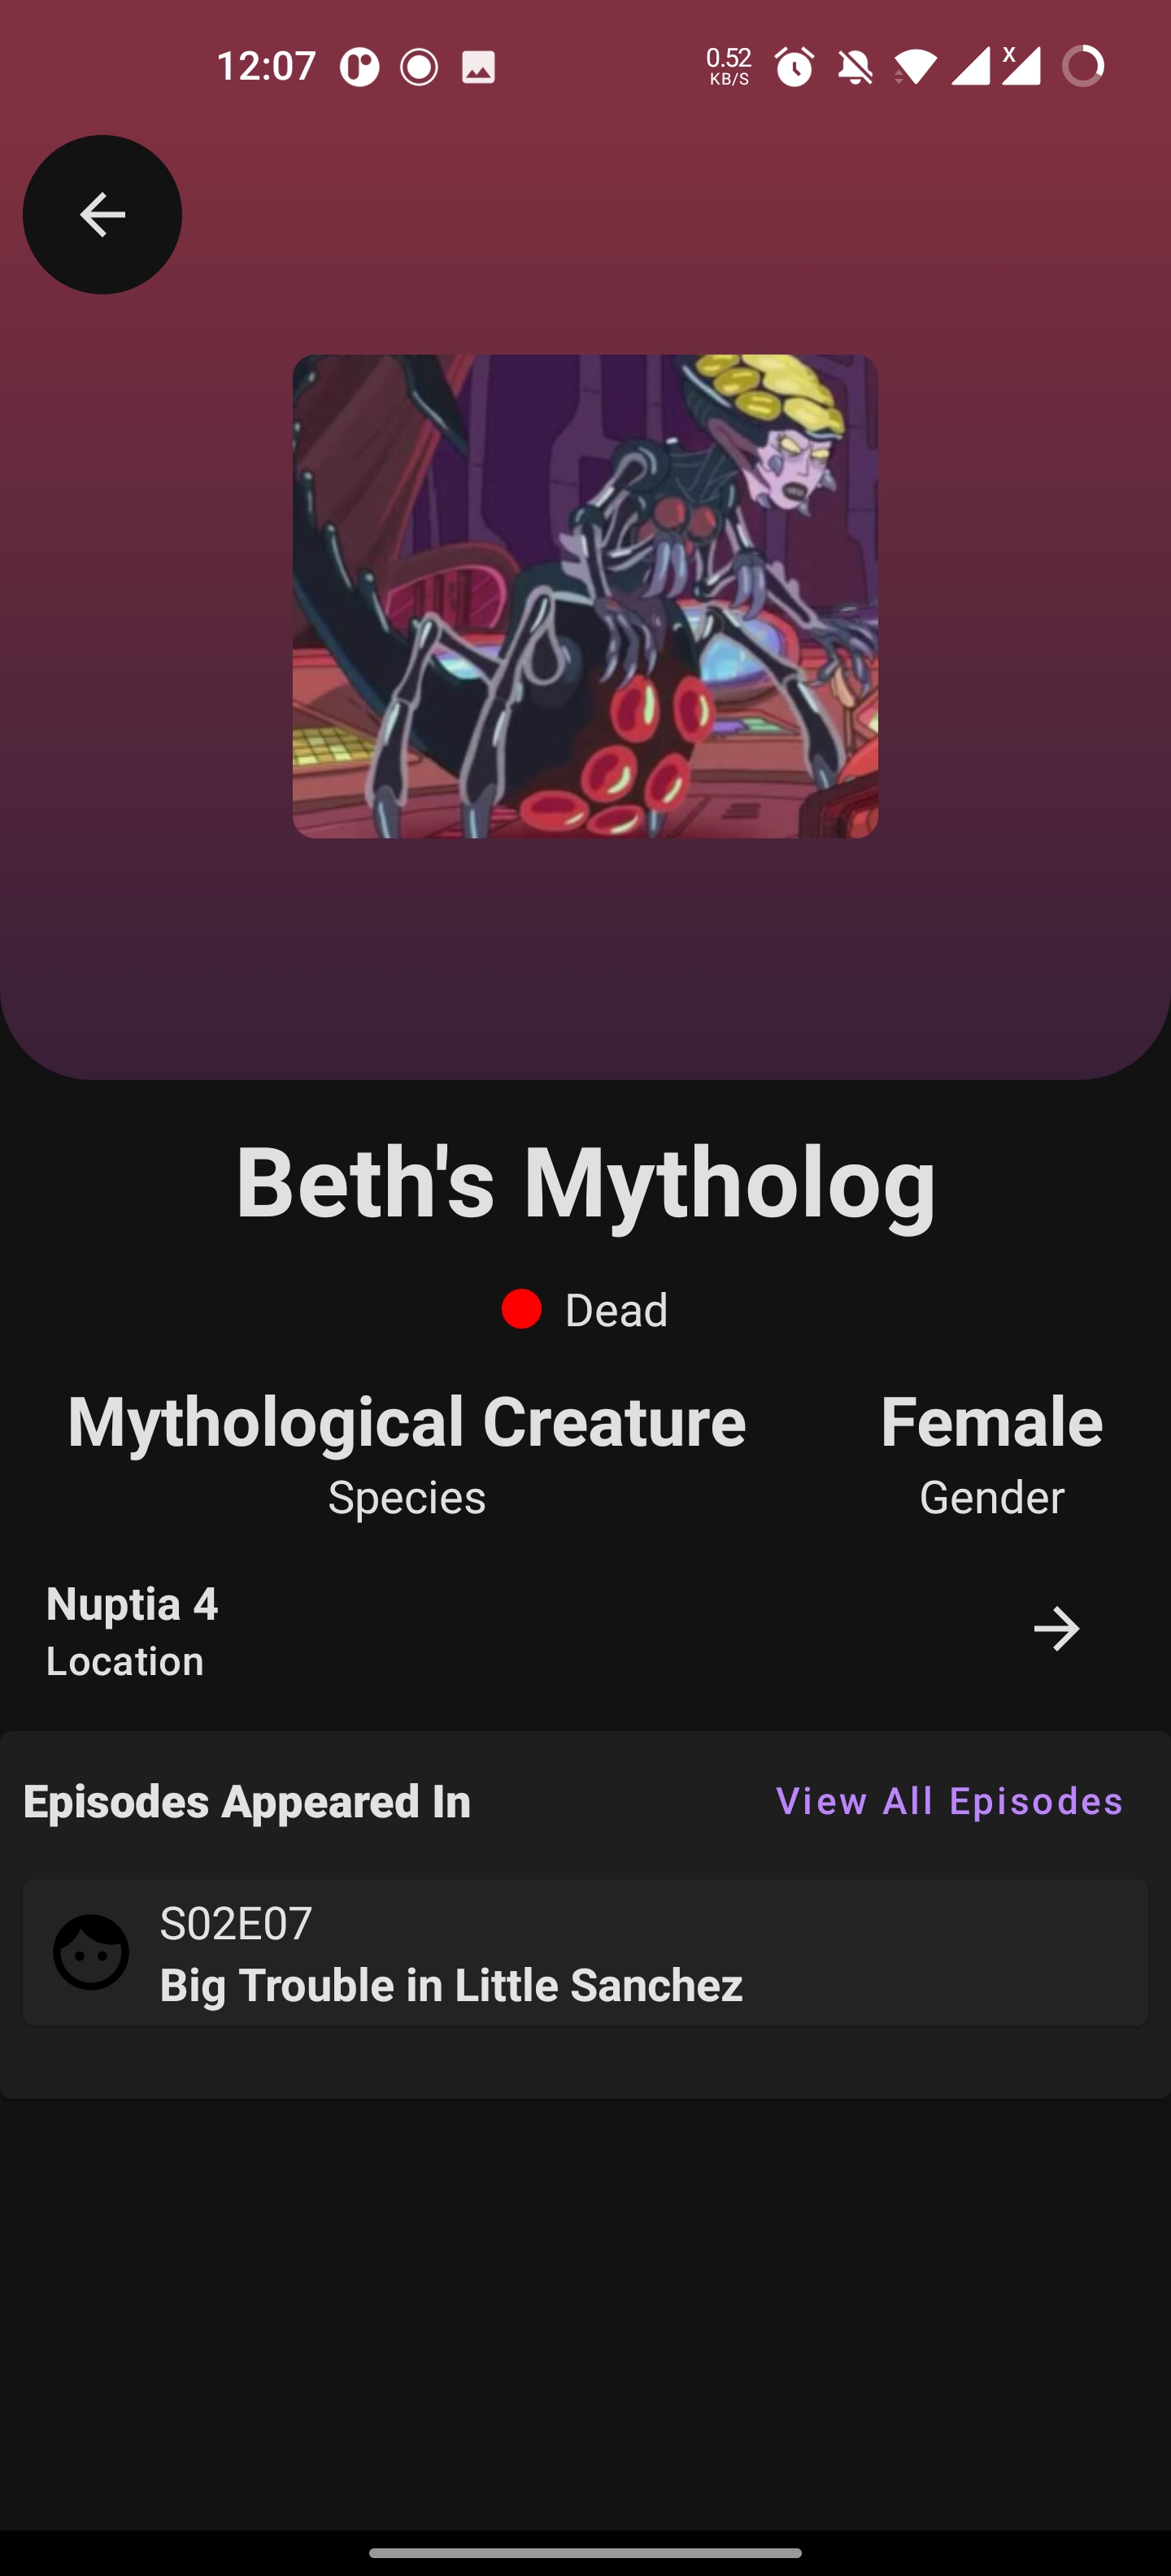 12:07
0.52
KB/S
X
Beth's Mytholog
Dead
Mythological Creature
Female
Species
Gender
Nuptia 4
Location
Episodes Appeared In
View All Episodes
S02E07
Big Trouble in Little Sanchez